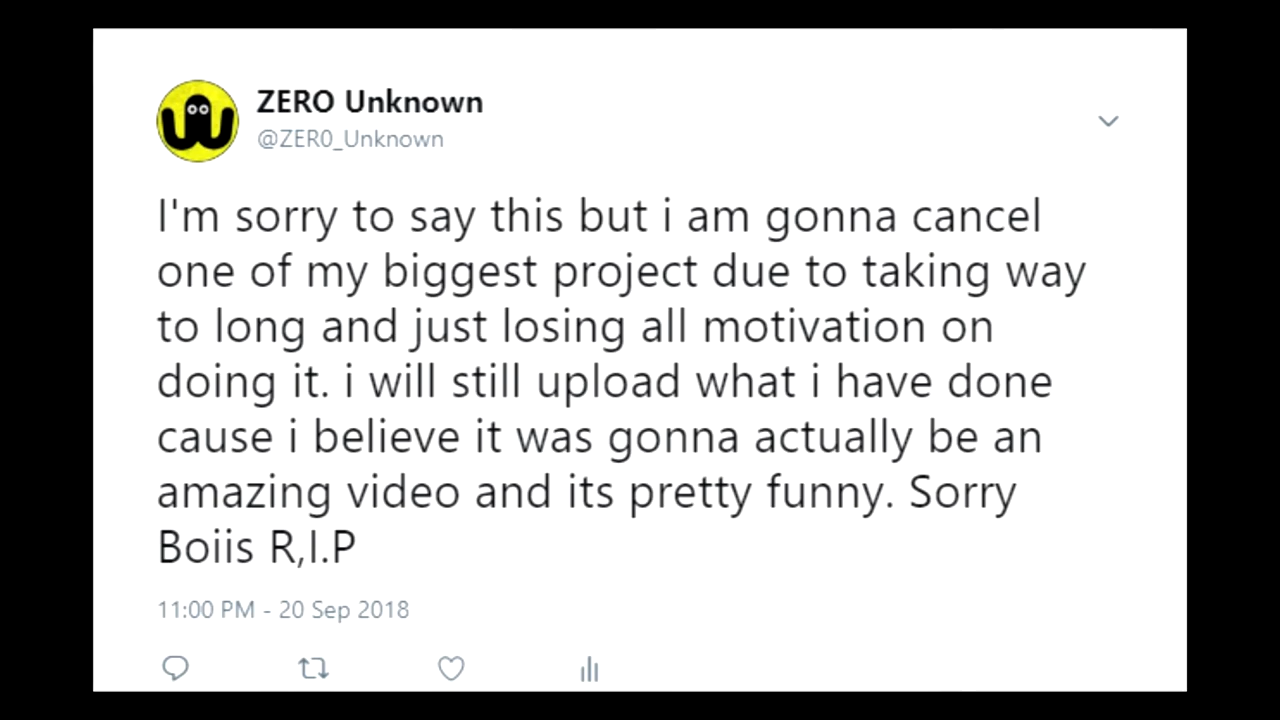 ZERO Unknown
@ZER0_Unknown
I'm sorry to say this but i am gonna cancel
one of my biggest project due to taking way
to long and just losing all motivation on
doing it. i will still upload what i have done
cause i believe it was gonna actually be an
amazing video and its pretty funny. Sorry
Boiis R,I.P
11:00 PM - 20 Sep 2018